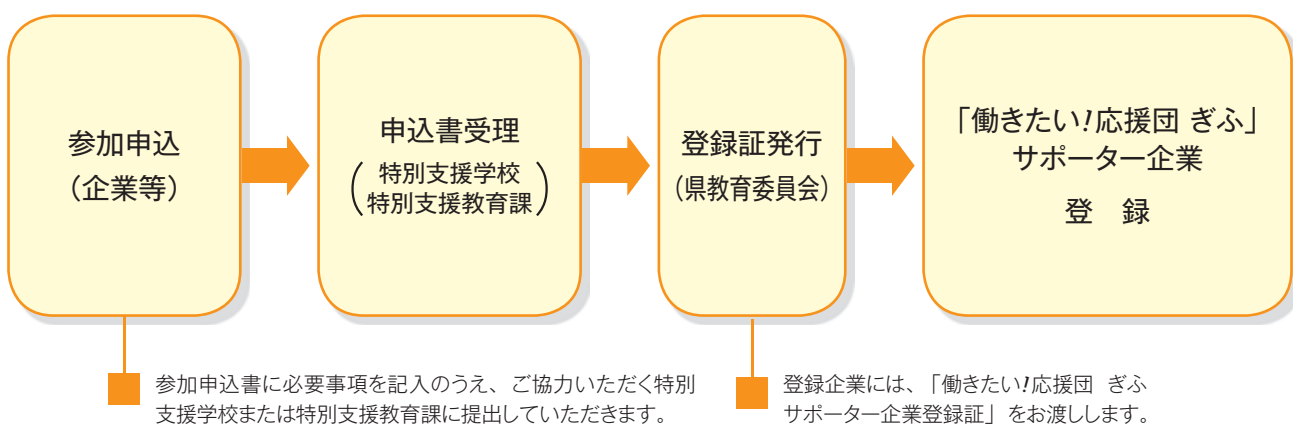 参加申込
（企業等）
申込書受理
（特別支援学校
特別支援教育課）
登録証発行
（県教育委員会）
「働きたい!応援団 ぎふ」
サポーター企業
登　録
参加申込書に必要事項を記入のうえ、ご協力いただく特別
支援学校または特別支援教育課に提出していただきます。
登録企業には、「働きたい!応援団 ぎふ
サポーター企業登録証」をお渡しします。